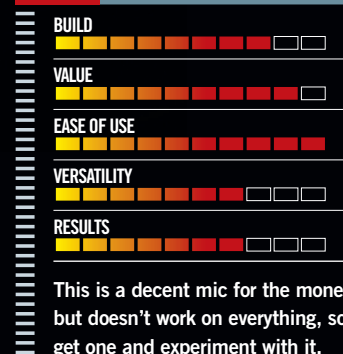 BUILD
VALUE
EASE OF USE
VERSATILITY
RESULTS
This is a decent mic for the
but doesn't work on everything,
get one and experiment with it.